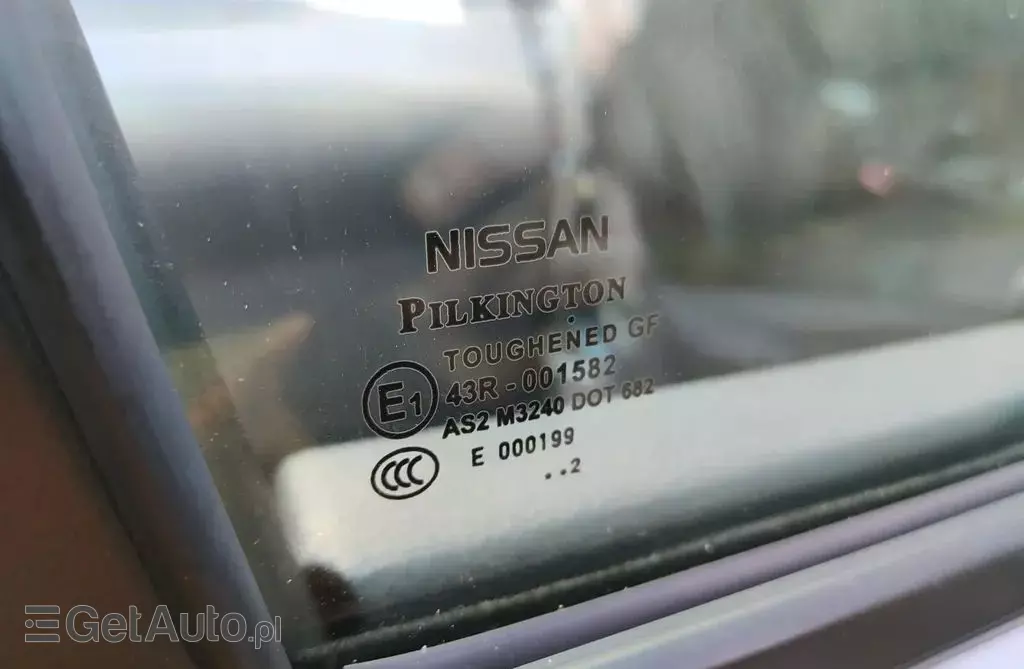 NISSAN
PILKINGTON
TOUGHENED GF
E1 43R - 001582
AS2 M3240 DOT 682
CCC E 000199
..2
GetAuto.pl